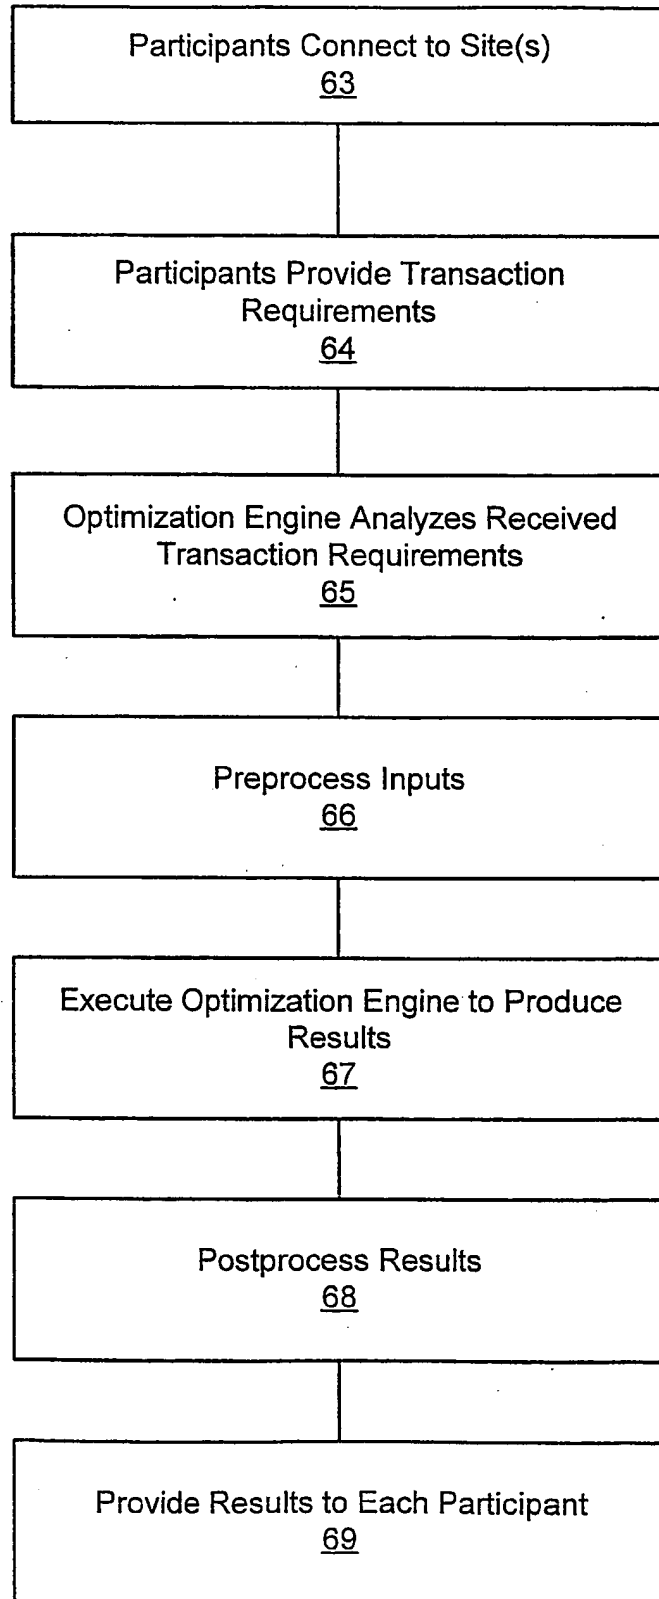 Participants Connect to Site(s)
63
Participants Provide Transaction
Requirements
64
Optimization Engine Analyzes Received
Transaction Requirements
65
Preprocess Inputs
66
Execute Optimization Engine to Produce
Results
67
Postprocess Results
68
Provide Results to Each Participant
69